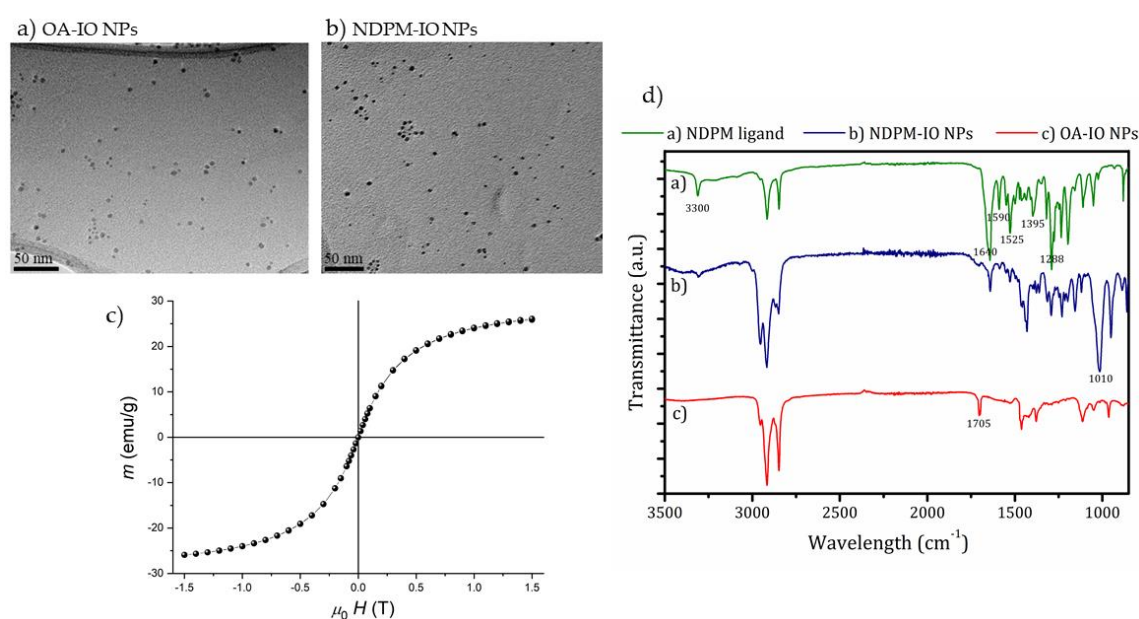 a) OA-IO NPs
b) NDPM-IO NPs
50 nm
50 nm
c)
30
20
10
0
-10
-20
-30
m (emu/g)
-1.5 -1.0 -0.5 0.0 0.5 1.0 1.5
μ₀ H (T)
d)
a) NDPM ligand b) NDPM-IO NPs c) OA-IO NPs
Transmittance (a.u.)
a)
3300
1640
1590
1525
1395
1288
b)
1010
c)
1705
3500 3000 2500 2000 1500 1000
Wavelength (cm⁻¹)